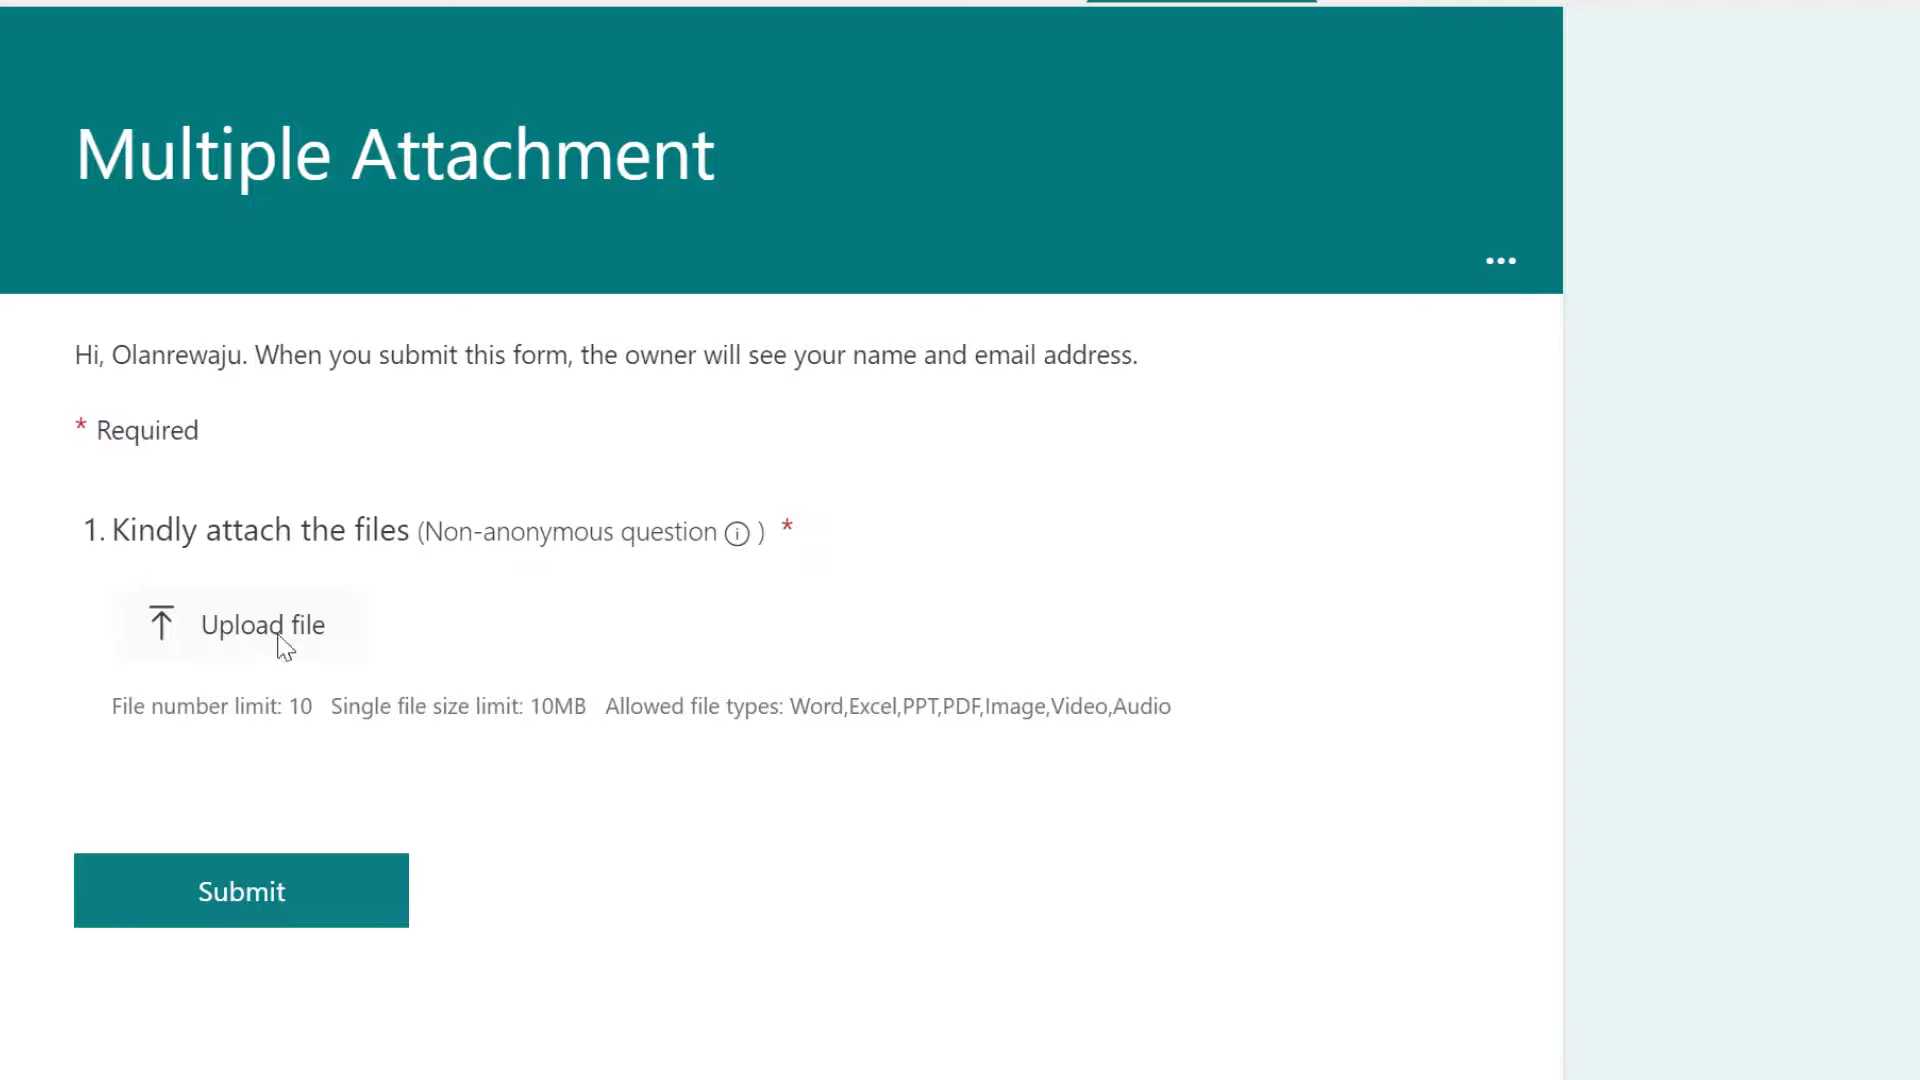 Multiple Attachment
...
Hi, Olanrewaju. When you submit this form, the owner will see your name and email address.
* Required
1. Kindly attach the files (Non-anonymous question ⓘ ) *
Upload file
File number limit: 10 Single file size limit: 10MB Allowed file types: Word,Excel,PPT,PDF,Image,Video,Audio
Submit